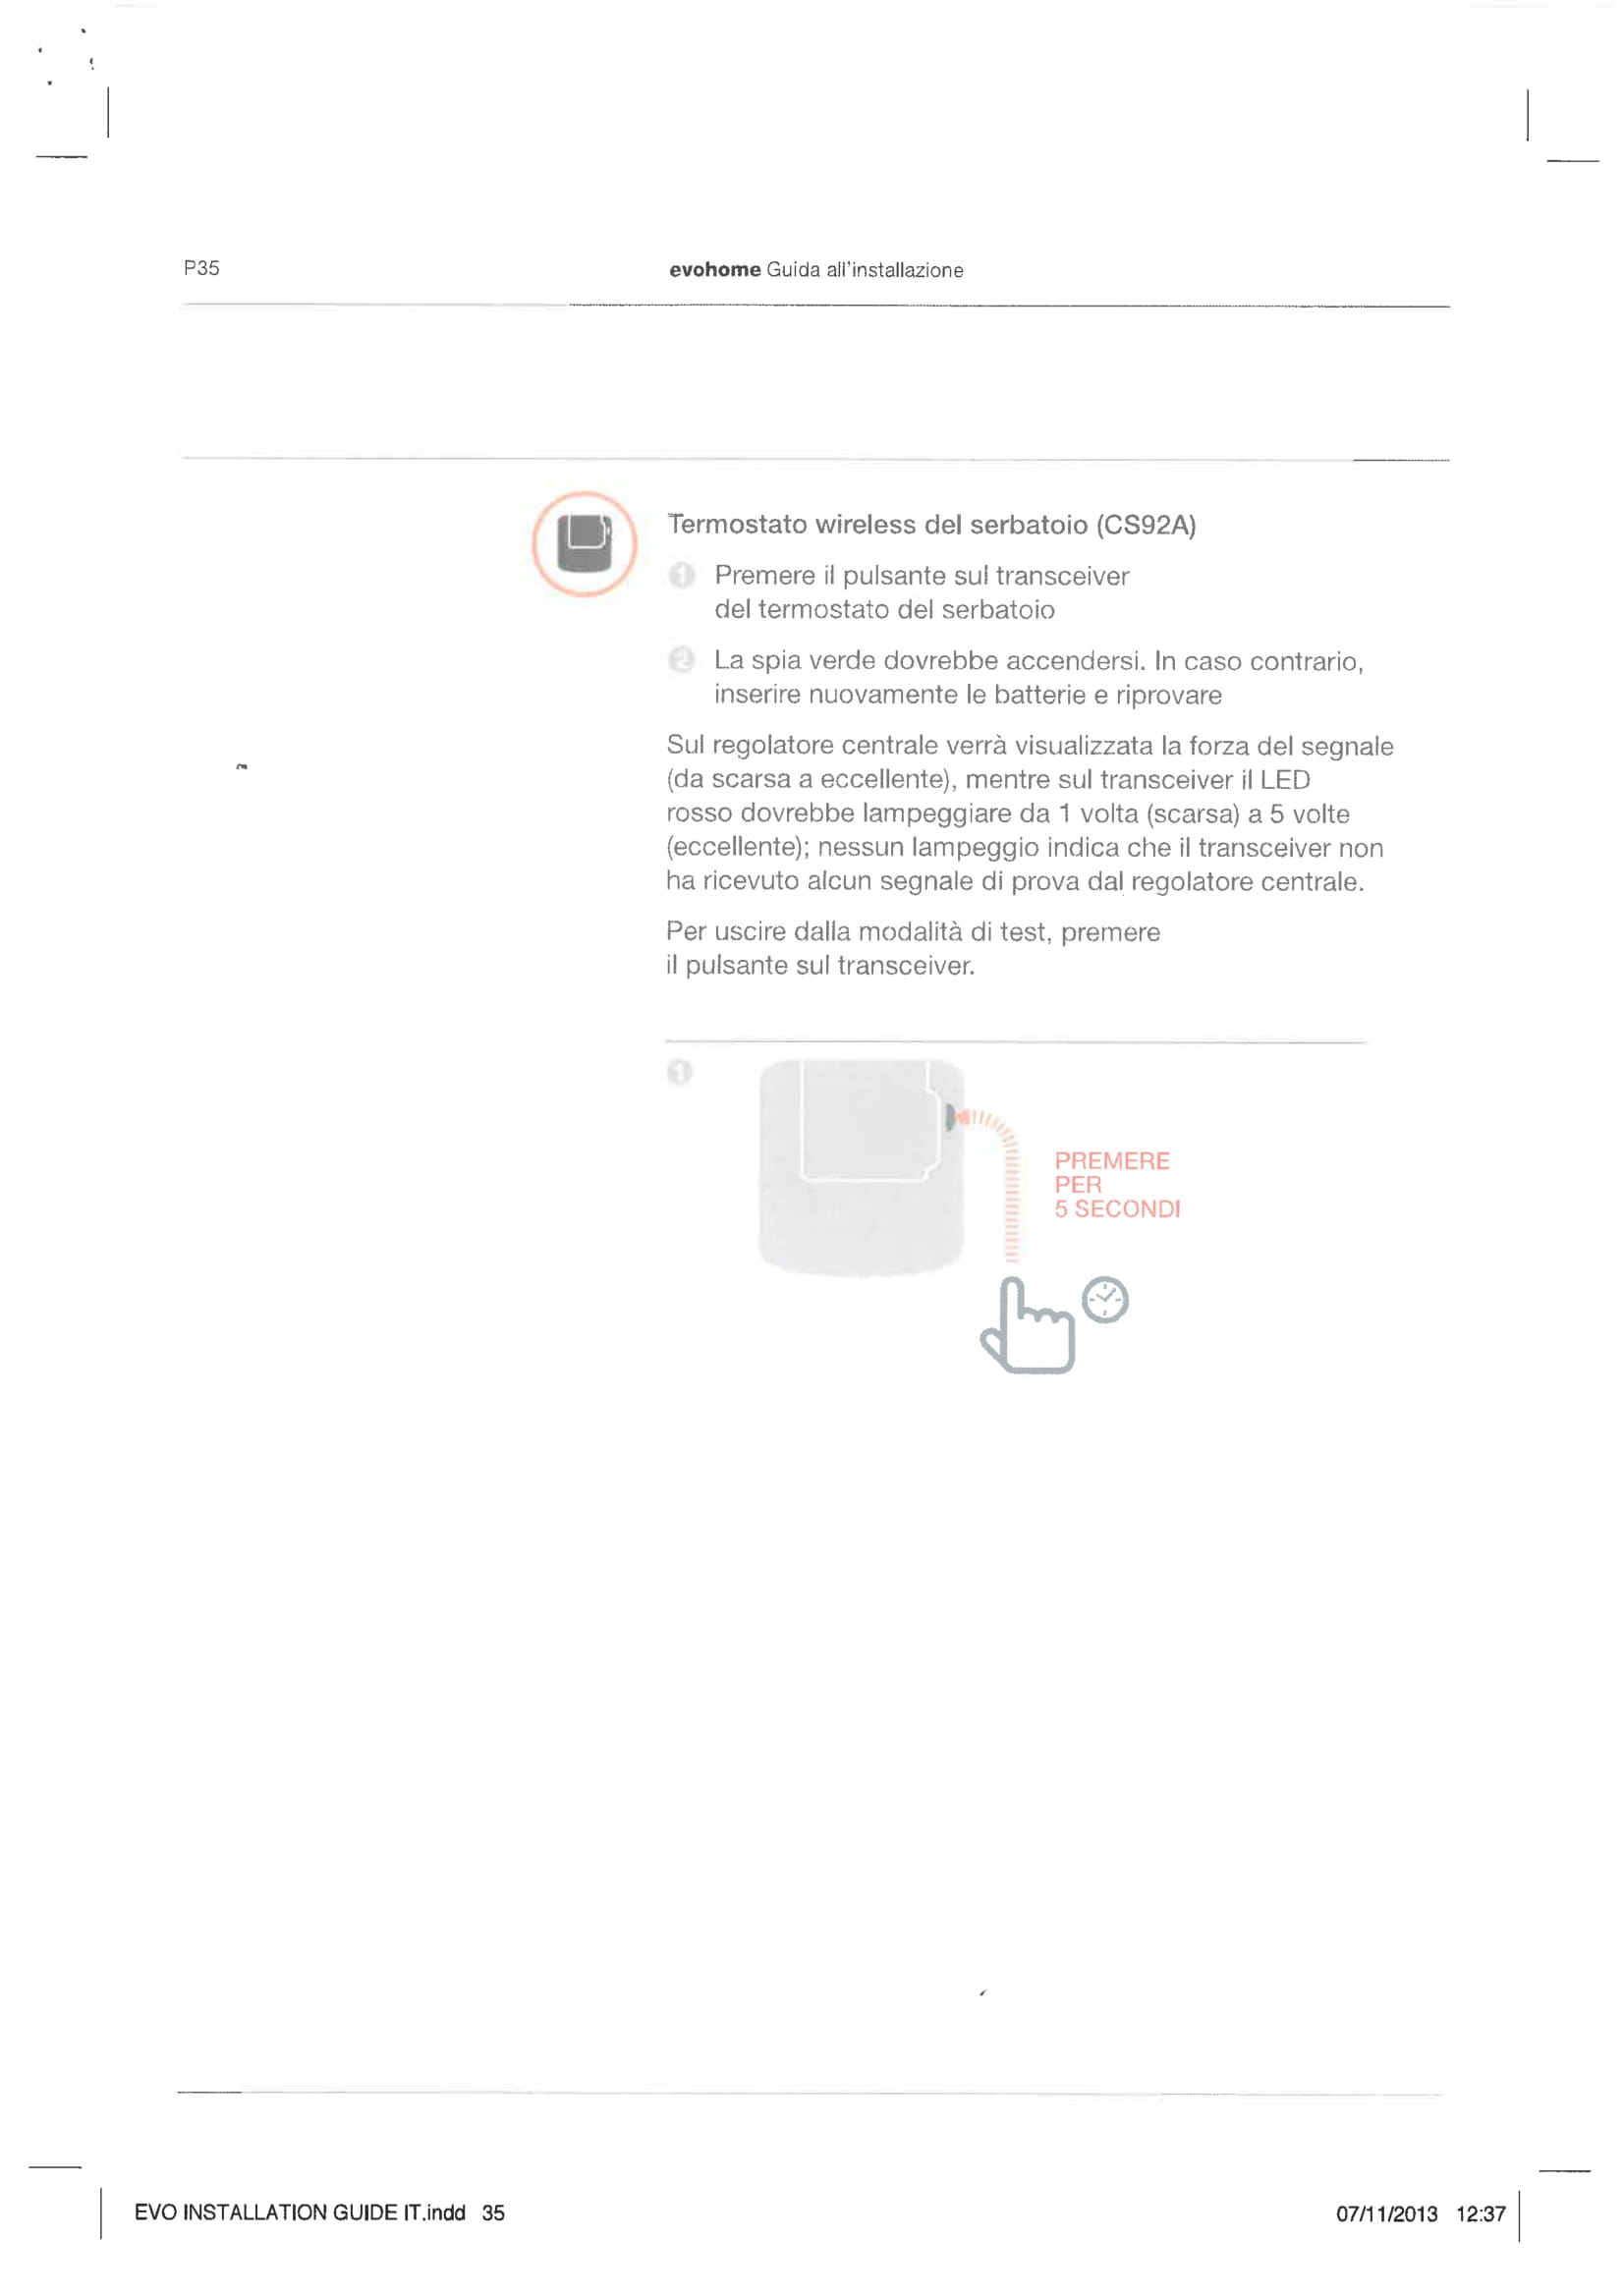 P35
evohome Guida all'installazione
Termostato wireless del serbatoio (CS92A)
1 Premere il pulsante sul transceiver
del termostato del serbatoio
2 La spia verde dovrebbe accendersi. In caso contrario,
inserire nuovamente le batterie e riprovare
Sul regolatore centrale verrà visualizzata la forza del segnale
(da scarsa a eccellente), mentre sul transceiver il LED
rosso dovrebbe lampeggiare da 1 volta (scarsa) a 5 volte
(eccellente); nessun lampeggio indica che il transceiver non
ha ricevuto alcun segnale di prova dal regolatore centrale.
Per uscire dalla modalità di test, premere
il pulsante sul transceiver.
1
PREMERE
PER
5 SECONDI
EVO INSTALLATION GUIDE IT.indd 35
07/11/2013 12:37